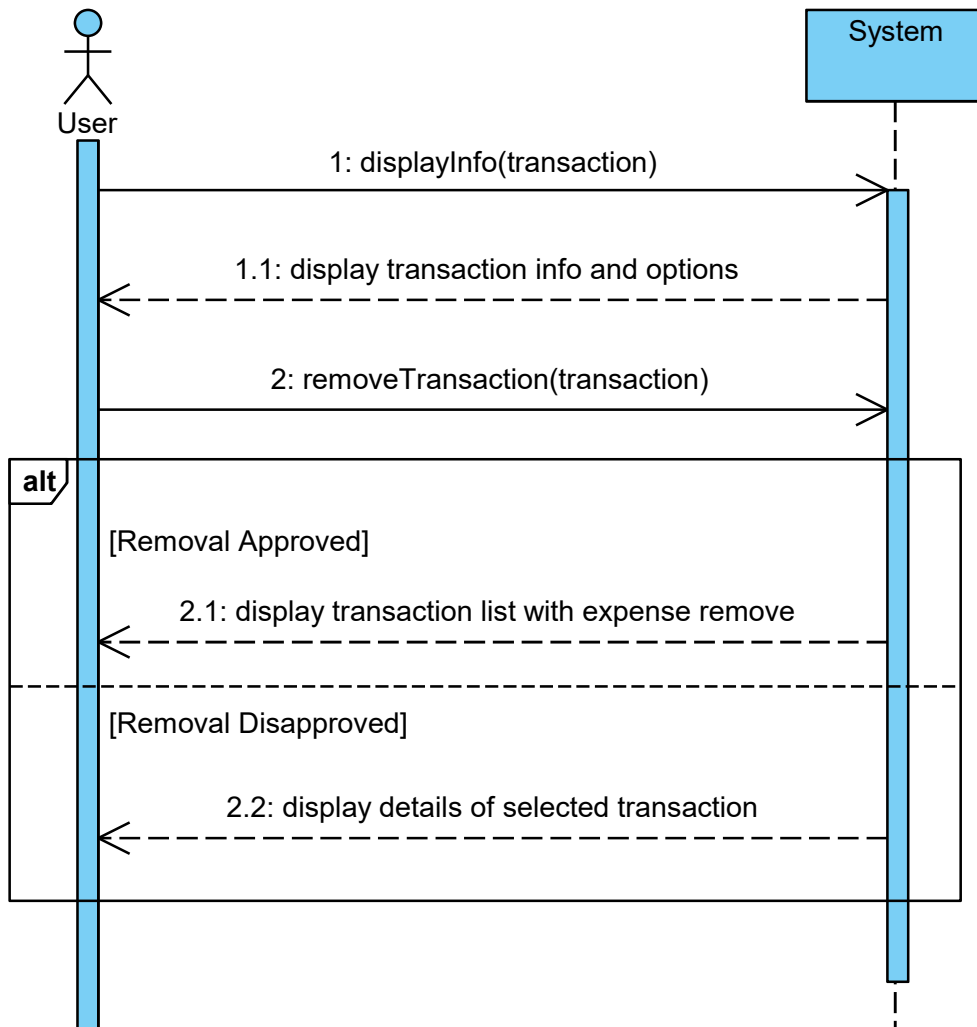 System
User
1: displayInfo(transaction)
1.1: display transaction info and options
2: removeTransaction(transaction)
alt
[Removal Approved]
2.1: display transaction list with expense remove
[Removal Disapproved]
2.2: display details of selected transaction